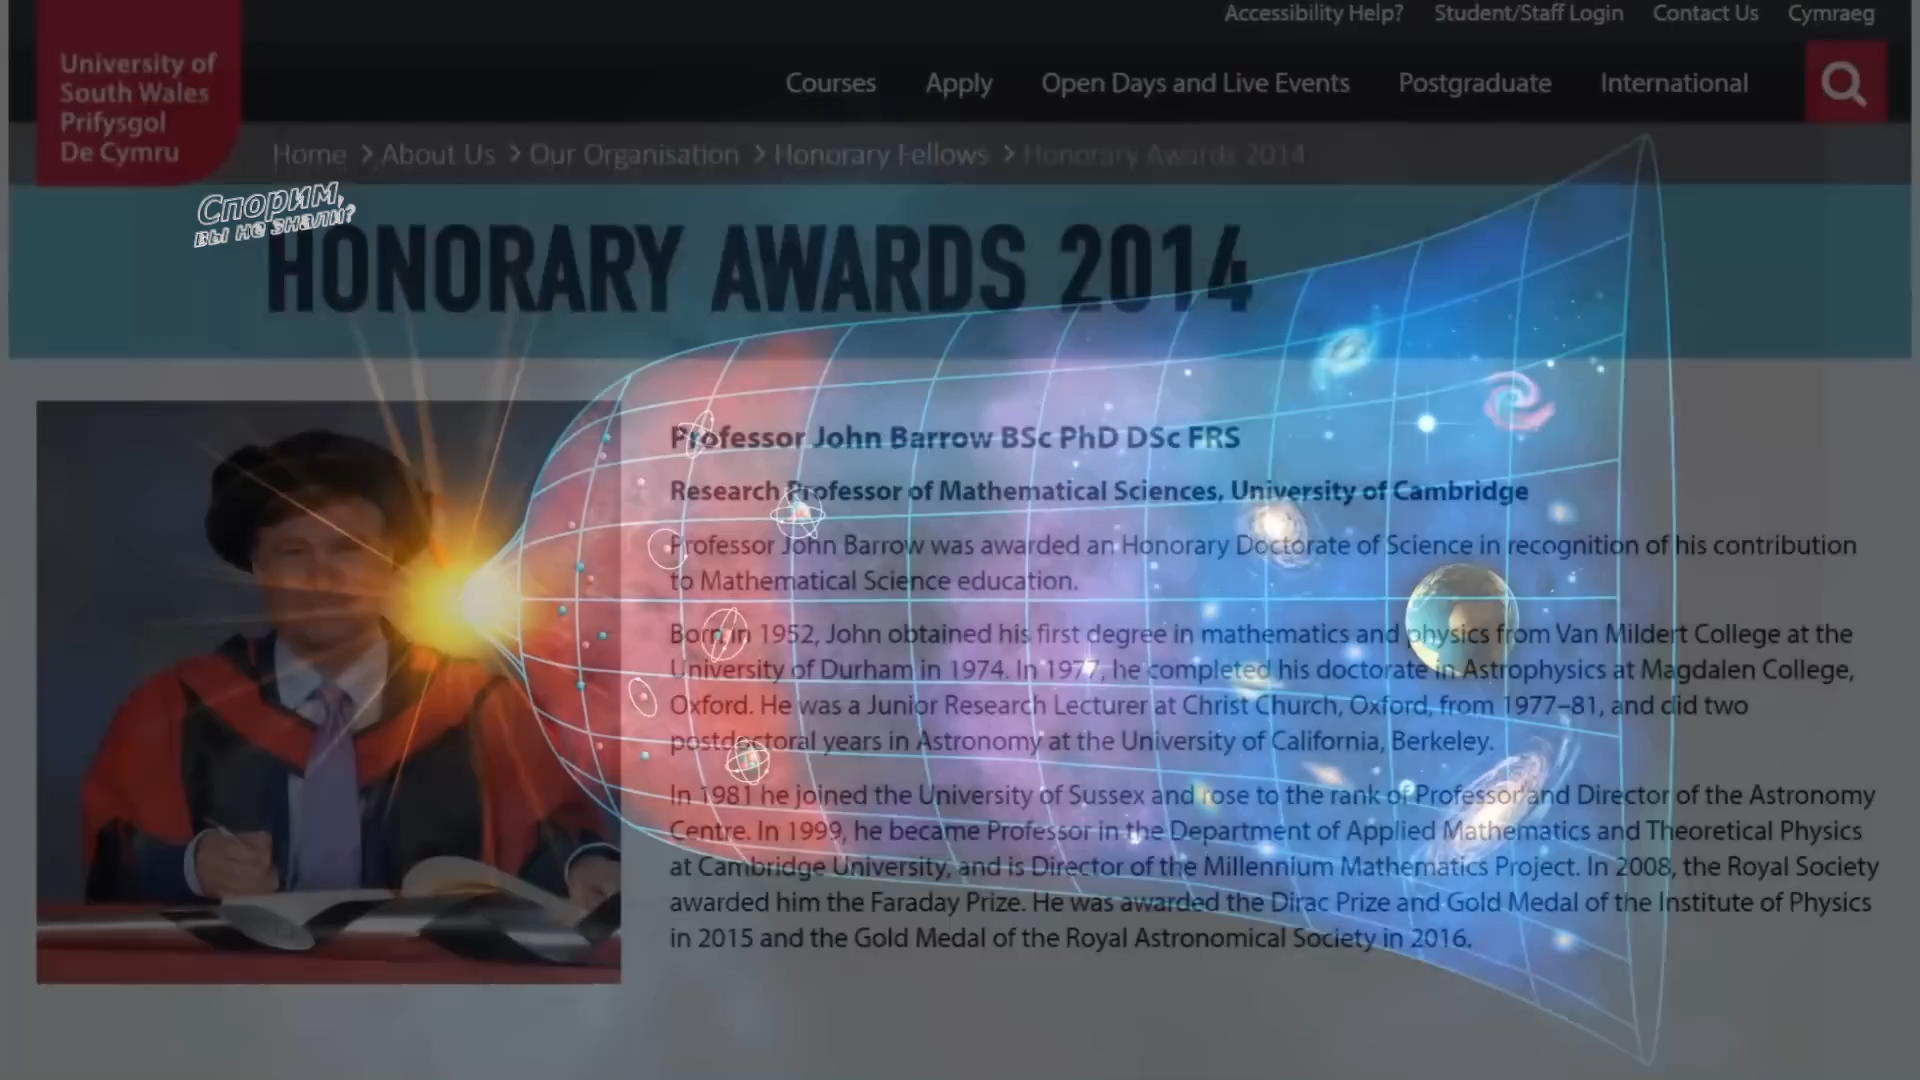 Accessibility Help? Student/Staff Login Contact Us Cymraeg
University of
South Wales
Prifysgol
De Cymru
Courses Apply Open Days and Live Events Postgraduate International
Home > About Us > Our Organisation > Honorary Fellows > Honorary Awards 2014
Спорим,
вы не знали?
HONORARY AWARDS 2014
Professor John Barrow BSc PhD DSc FRS
Research Professor of Mathematical Sciences, University of Cambridge
Professor John Barrow was awarded an Honorary Doctorate of Science in recognition of his contribution
to Mathematical Science education.
Born in 1952, John obtained his first degree in mathematics and physics from Van Mildert College at the
University of Durham in 1974. In 1977, he completed his doctorate in Astrophysics at Magdalen College,
Oxford. He was a Junior Research Lecturer at Christ Church, Oxford, from 1977–81, and did two
postdoctoral years in Astronomy at the University of California, Berkeley.
In 1981 he joined the University of Sussex and rose to the rank of Professor and Director of the Astronomy
Centre. In 1999, he became Professor in the Department of Applied Mathematics and Theoretical Physics
at Cambridge University, and is Director of the Millennium Mathematics Project. In 2008, the Royal Society
awarded him the Faraday Prize. He was awarded the Dirac Prize and Gold Medal of the Institute of Physics
in 2015 and the Gold Medal of the Royal Astronomical Society in 2016.